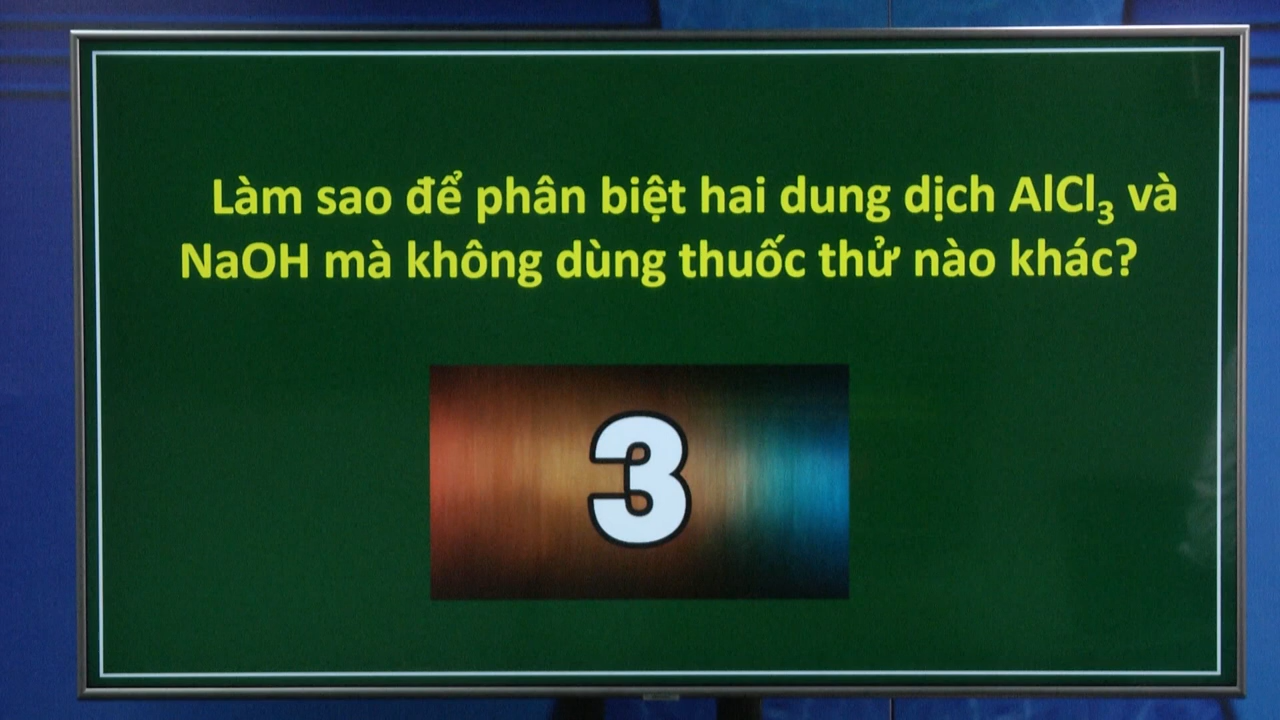 Làm sao để phân biệt hai dung dịch AlCl₃ và
NaOH mà không dùng thuốc thử nào khác?
3